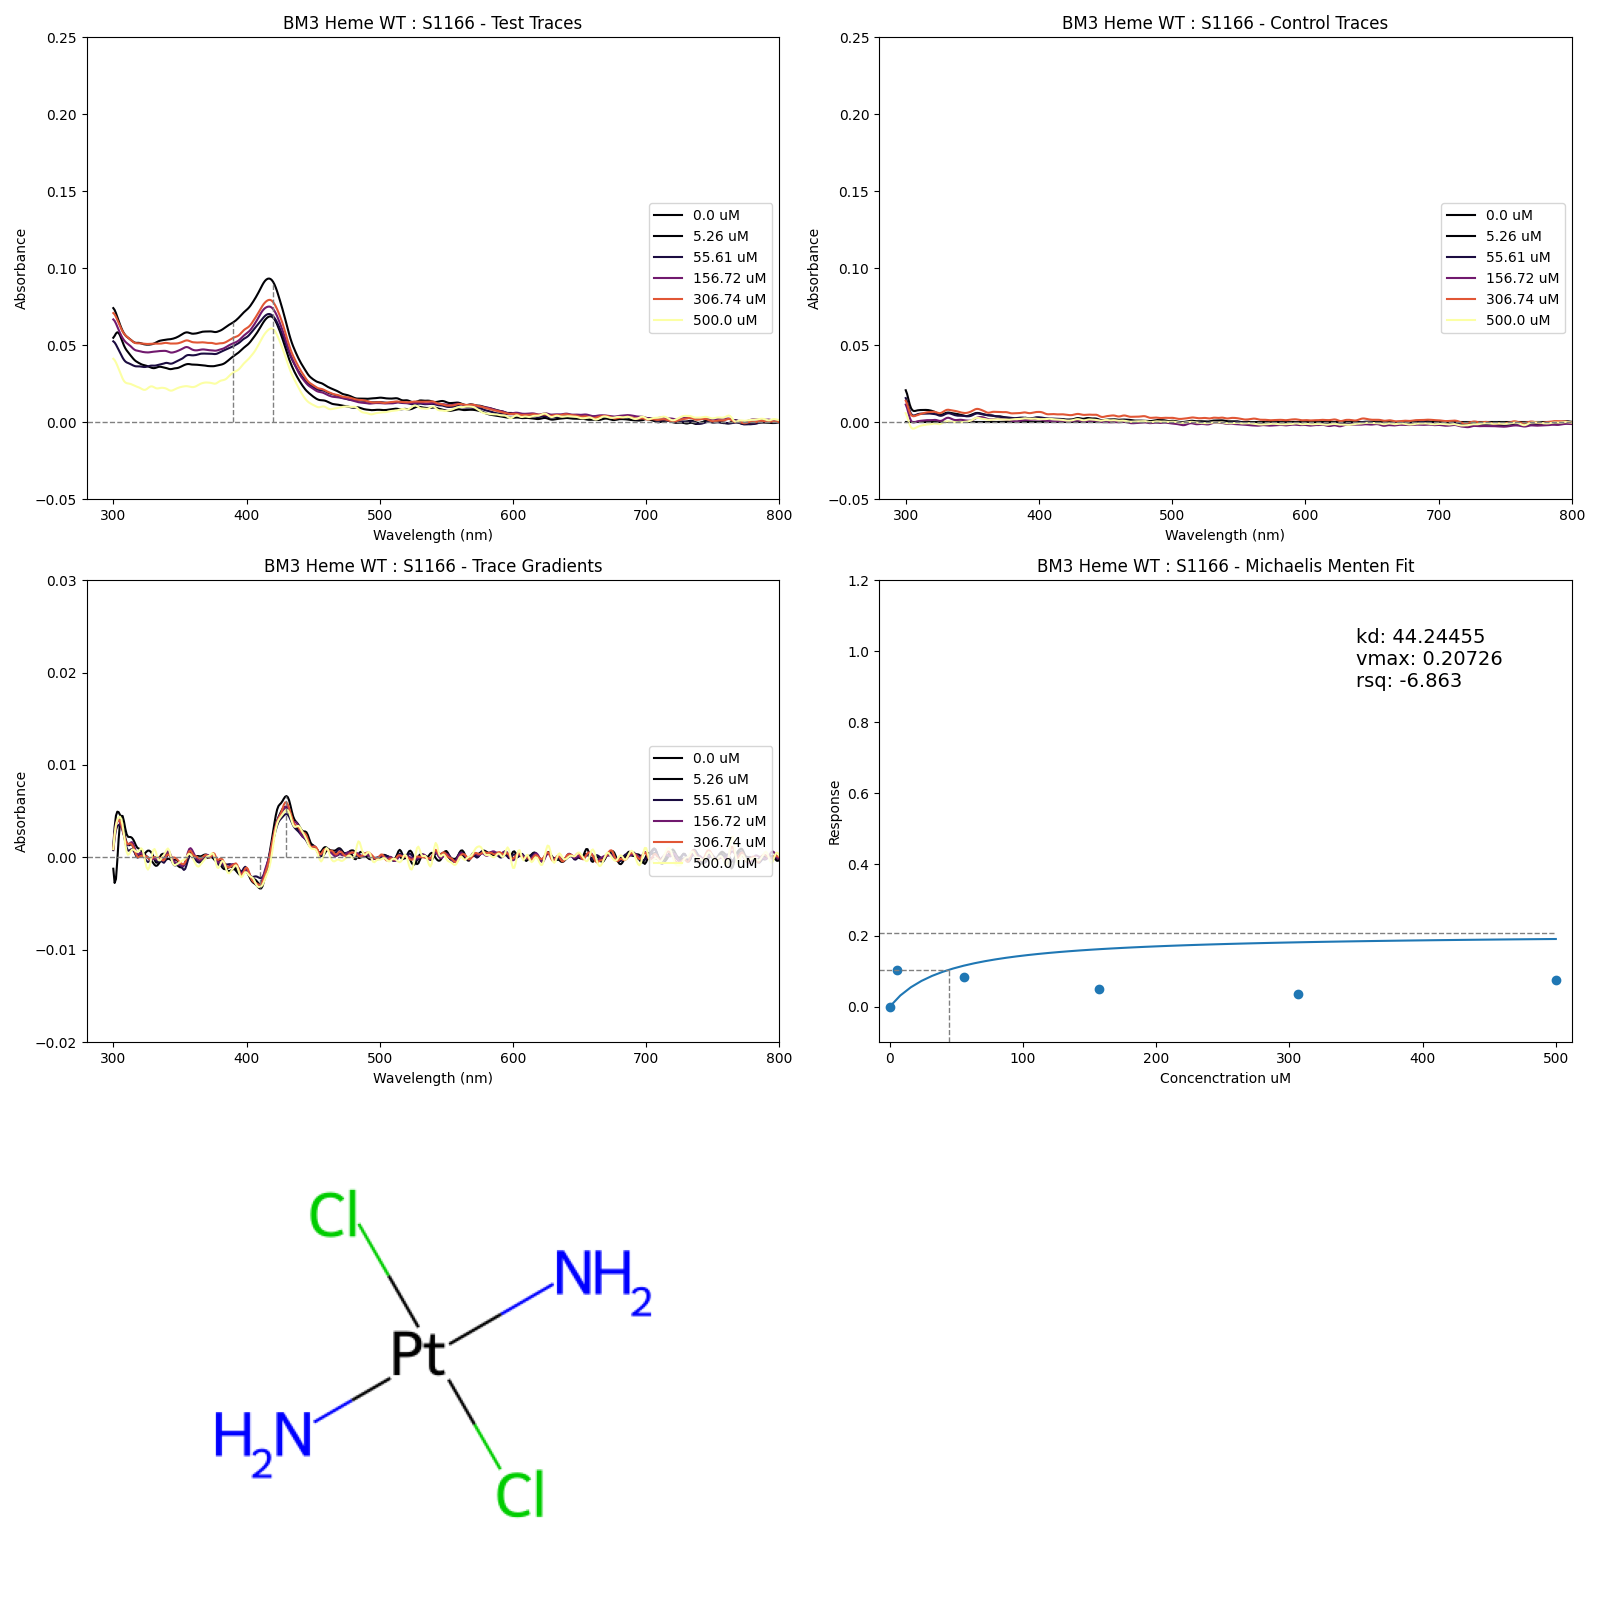 BM3 Heme WT : S1166 - Test Traces
Absorbance
0.25
0.20
0.15
0.10
0.05
0.00
−0.05
300 400 500 600 700 800
Wavelength (nm)
0.0 uM
5.26 uM
55.61 uM
156.72 uM
306.74 uM
500.0 uM
BM3 Heme WT : S1166 - Control Traces
Absorbance
0.25
0.20
0.15
0.10
0.05
0.00
−0.05
300 400 500 600 700 800
Wavelength (nm)
0.0 uM
5.26 uM
55.61 uM
156.72 uM
306.74 uM
500.0 uM
BM3 Heme WT : S1166 - Trace Gradients
Absorbance
0.03
0.02
0.01
0.00
−0.01
−0.02
300 400 500 600 700 800
Wavelength (nm)
0.0 uM
5.26 uM
55.61 uM
156.72 uM
306.74 uM
500.0 uM
BM3 Heme WT : S1166 - Michaelis Menten Fit
Response
1.2
1.0
0.8
0.6
0.4
0.2
0.0
0 100 200 300 400 500
Concenctration uM
kd: 44.24455
vmax: 0.20726
rsq: -6.863
Cl
NH2
Pt
H2N
Cl